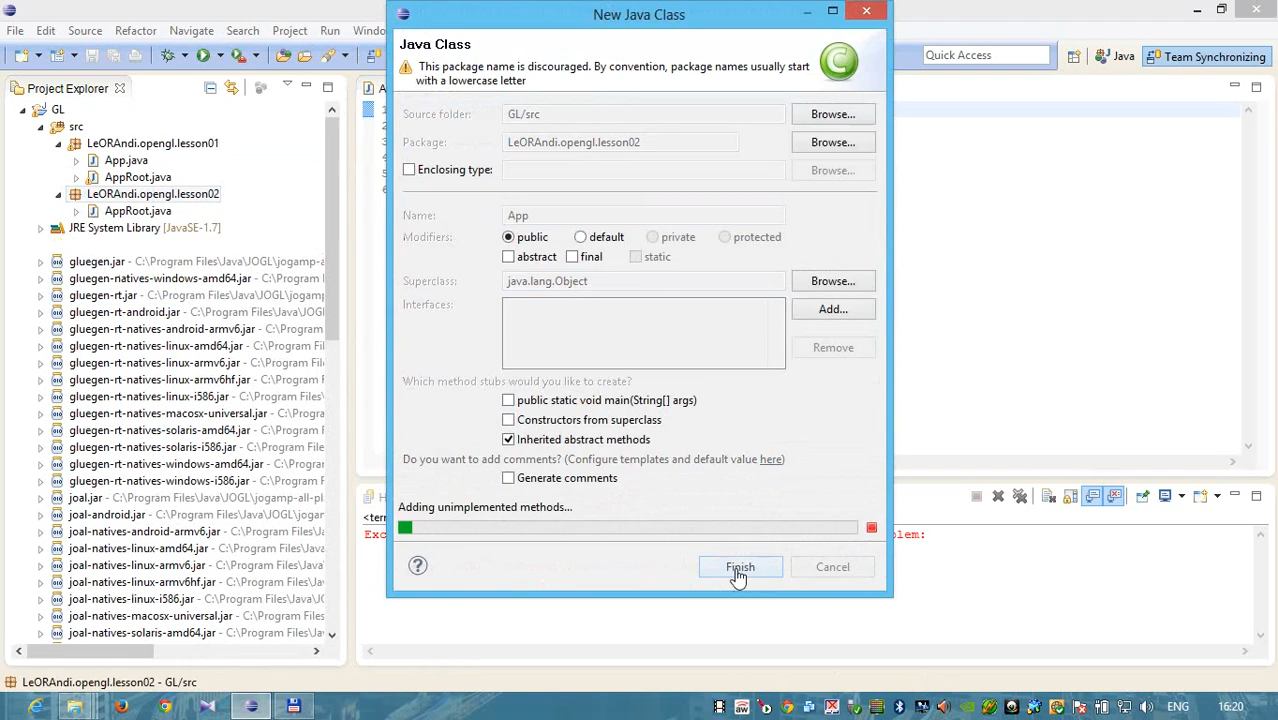 New Java Class
File Edit Source Refactor Navigate Search Project Run Windo
Quick Access
Java
Team Synchronizing
Project Explorer
GL
src
LeORAndi.opengl.lesson01
App.java
AppRoot.java
LeORAndi.opengl.lesson02
AppRoot.java
JRE System Library [JavaSE-1.7]
gluegen.jar - C:\Program Files\Java\JOGL\jogamp-
gluegen-natives-windows-amd64.jar - C:\Program
gluegen-rt.jar - C:\Program Files\Java\JOGL\jogam
gluegen-rt-android.jar - C:\Program Files\Java\JO
gluegen-rt-natives-android-armv6.jar - C:\Progra
gluegen-rt-natives-linux-amd64.jar - C:\Program F
gluegen-rt-natives-linux-armv6.jar - C:\Program F
gluegen-rt-natives-linux-armv6hf.jar - C:\Program
gluegen-rt-natives-linux-i586.jar - C:\Program File
gluegen-rt-natives-macosx-universal.jar - C:\Prog
gluegen-rt-natives-solaris-amd64.jar - C:\Program
gluegen-rt-natives-solaris-i586.jar - C:\Program Fi
gluegen-rt-natives-windows-amd64.jar - C:\Progr
gluegen-rt-natives-windows-i586.jar - C:\Program
joal.jar - C:\Program Files\Java\JOGL\jogamp-all-pl
joal-android.jar - C:\Program Files\Java\JOGL\joga
joal-natives-android-armv6.jar - C:\Program Files\
joal-natives-linux-amd64.jar - C:\Program Files\Ja
joal-natives-linux-armv6.jar - C:\Program Files\Ja
joal-natives-linux-armv6hf.jar - C:\Program Files\J
joal-natives-linux-i586.jar - C:\Program Files\Java\
joal-natives-macosx-universal.jar - C:\Program File
joal-natives-solaris-amd64.jar - C:\Program Files\J
LeORAndi.opengl.lesson02 - GL/src
Java Class
This package name is discouraged. By convention, package names usually start
with a lowercase letter
Source folder: GL/src Browse...
Package: LeORAndi.opengl.lesson02 Browse...
Enclosing type: Browse...
Name: App
Modifiers: public default private protected
abstract final static
Superclass: java.lang.Object Browse...
Interfaces: Add...
Remove
Which method stubs would you like to create?
public static void main(String[] args)
Constructors from superclass
Inherited abstract methods
Do you want to add comments? (Configure templates and default value here)
Generate comments
Adding unimplemented methods...
Finish Cancel
<ter
Exc
lem:
ENG 16:20